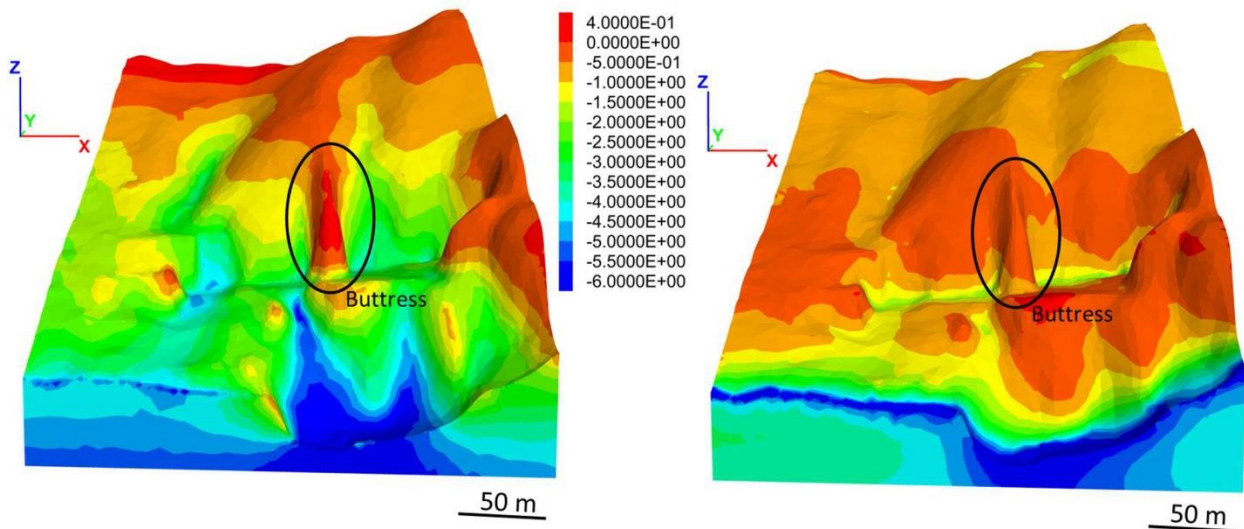 Z
Y
X
Buttress
50 m
4.0000E-01
0.0000E+00
-5.0000E-01
-1.0000E+00
-1.5000E+00
-2.0000E+00
-2.5000E+00
-3.0000E+00
-3.5000E+00
-4.0000E+00
-4.5000E+00
-5.0000E+00
-5.5000E+00
-6.0000E+00
Z
Y
X
Buttress
50 m